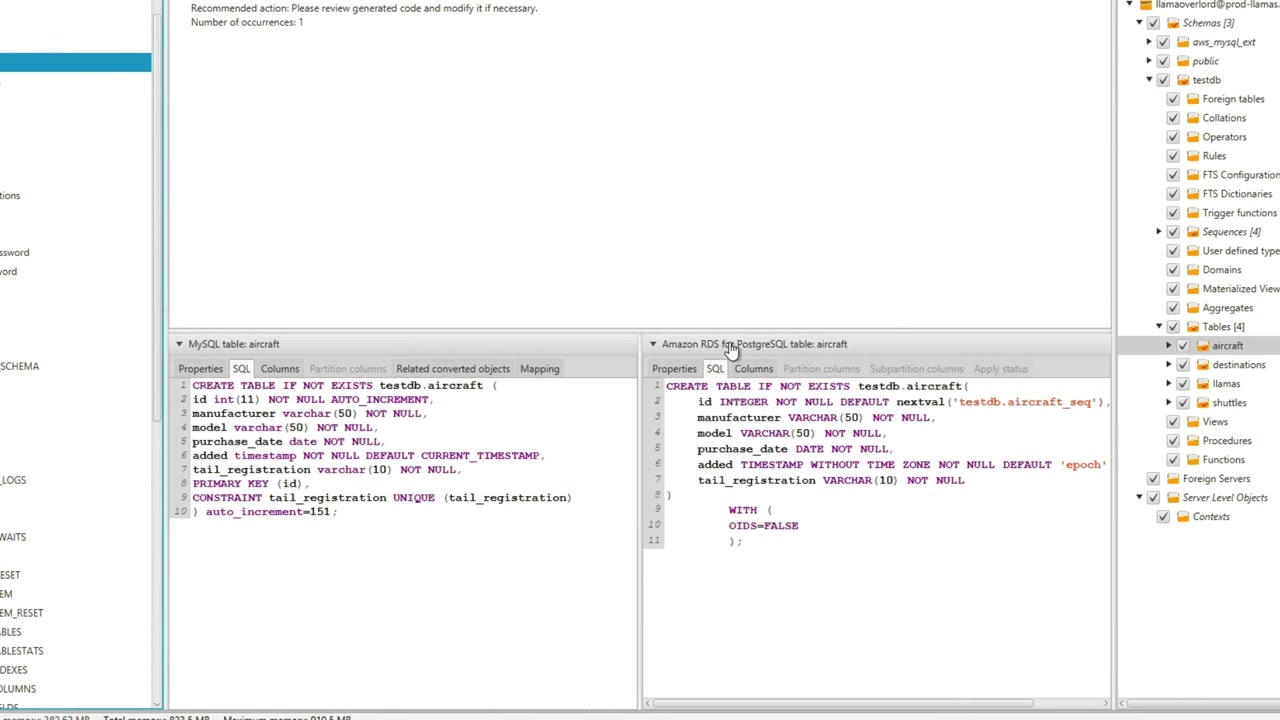 Recommended action: Please review generated code and modify it if necessary.
Number of occurrences: 1
tions
ssword
ord
SCHEMA
_LOGS
WAITS
ESET
EM
EM_RESET
ABLES
ABLESTATS
DEXES
OLUMNS
MySQL table: aircraft
Properties SQL Columns Partition columns Related converted objects Mapping
1 CREATE TABLE IF NOT EXISTS testdb.aircraft (
2 id int(11) NOT NULL AUTO_INCREMENT,
3 manufacturer varchar(50) NOT NULL,
4 model varchar(50) NOT NULL,
5 purchase_date date NOT NULL,
6 added timestamp NOT NULL DEFAULT CURRENT_TIMESTAMP,
7 tail_registration varchar(10) NOT NULL,
8 PRIMARY KEY (id),
9 CONSTRAINT tail_registration UNIQUE (tail_registration)
10 ) auto_increment=151;
Amazon RDS for PostgreSQL table: aircraft
Properties SQL Columns Partition columns Subpartition columns Apply status
1 CREATE TABLE IF NOT EXISTS testdb.aircraft(
2 id INTEGER NOT NULL DEFAULT nextval('testdb.aircraft_seq'),
3 manufacturer VARCHAR(50) NOT NULL,
4 model VARCHAR(50) NOT NULL,
5 purchase_date DATE NOT NULL,
6 added TIMESTAMP WITHOUT TIME ZONE NOT NULL DEFAULT 'epoch'
7 tail_registration VARCHAR(10) NOT NULL
8 )
9 WITH (
10 OIDS=FALSE
11 );
llamaoverlord@prod-llamas.
Schemas [3]
aws_mysql_ext
public
testdb
Foreign tables
Collations
Operators
Rules
FTS Configuration
FTS Dictionaries
Trigger functions
Sequences [4]
User defined type
Domains
Materialized View
Aggregates
Tables [4]
aircraft
destinations
llamas
shuttles
Views
Procedures
Functions
Foreign Servers
Server Level Objects
Contexts